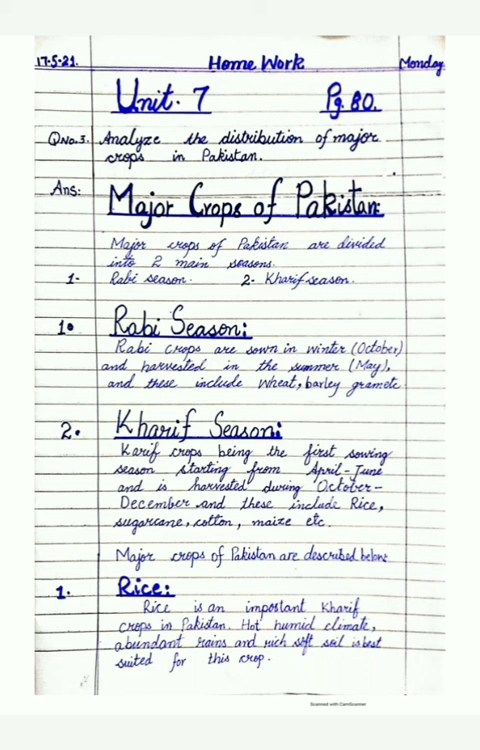 17-5-21. Home Work Monday
Unit. 7 Pg. 80.
QNo.3. Analyze the distribution of major
crops in Pakistan.
Ans: Major Crops of Pakistan:
Major crops of Pakistan are divided
into 2 main seasons.
1- Rabi season. 2- Kharif season.
1. Rabi Season:
Rabi crops are sown in winter (October)
and harvested in the summer (May),
and these include wheat, barley gram etc
2. Kharif Season:
Karif crops being the first sowing
season starting from April-June
and is harvested during October-
December and these include Rice,
sugarcane, cotton, maize etc.
Major crops of Pakistan are described below
1. Rice:
Rice is an important Kharif
crops in Pakistan. Hot humid climate,
abundant rains and rich soft soil is best
suited for this crop.
Scanned with CamScanner